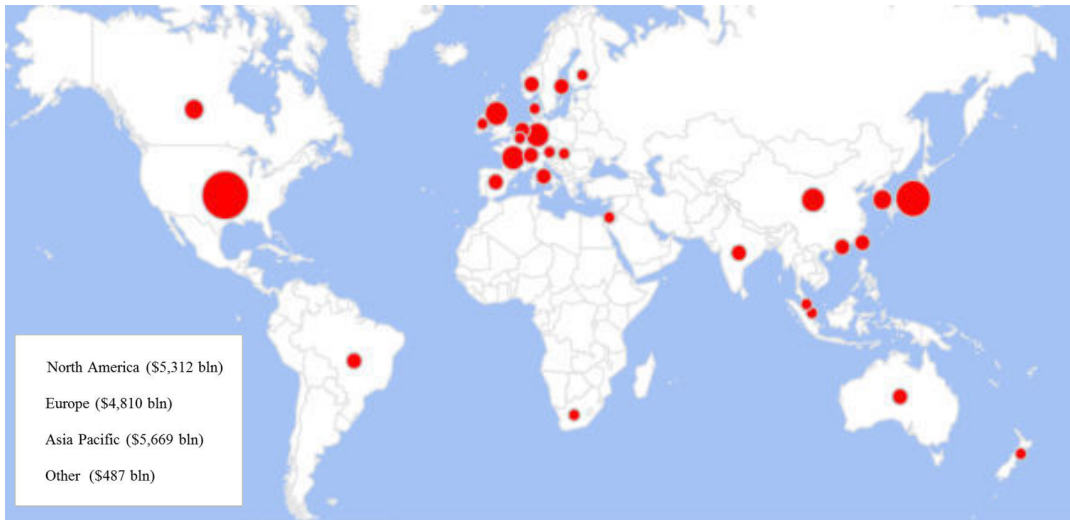 North America ($5,312 bln)
Europe ($4,810 bln)
Asia Pacific ($5,669 bln)
Other ($487 bln)